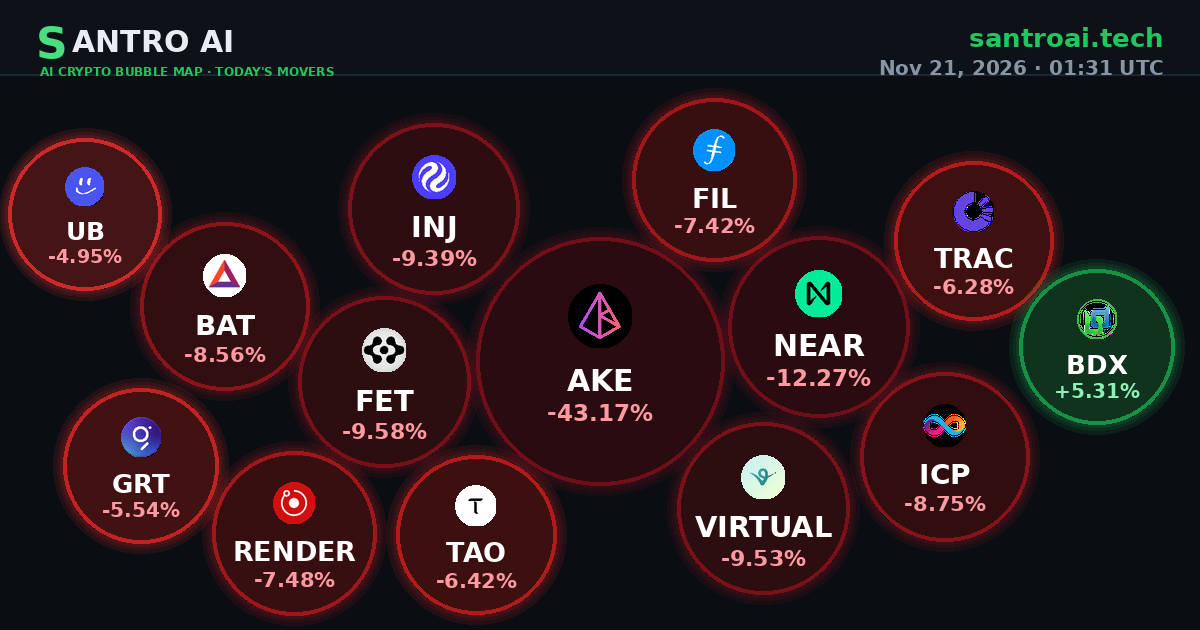 SANTRO AI
AI CRYPTO BUBBLE MAP · TODAY'S MOVERS
santroai.tech
Nov 21, 2026 · 01:31 UTC
UB
-4.95%
BAT
-8.56%
INJ
-9.39%
FIL
-7.42%
TRAC
-6.28%
BDX
+5.31%
NEAR
-12.27%
AKE
-43.17%
FET
-9.58%
GRT
-5.54%
RENDER
-7.48%
TAO
-6.42%
VIRTUAL
-9.53%
ICP
-8.75%